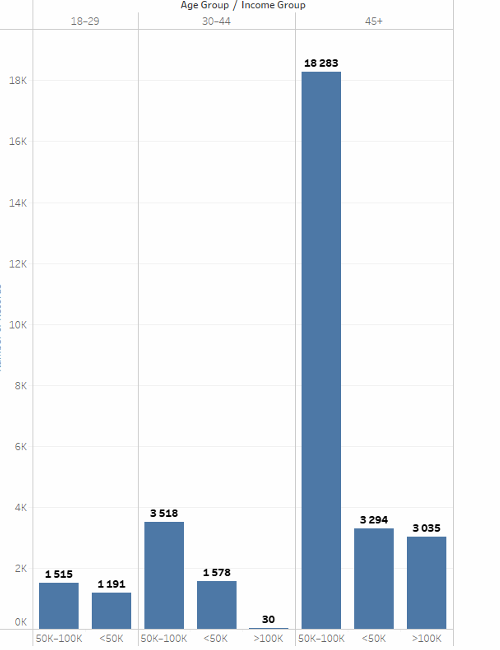 Age Group / Income Group
18–29 30–44 45+
18K
16K
14K
12K
10K
8K
6K
4K
2K
0K
1 515
1 191
3 518
1 578
30
18 283
3 294
3 035
50K–100K <50K 50K–100K <50K >100K 50K–100K <50K >100K